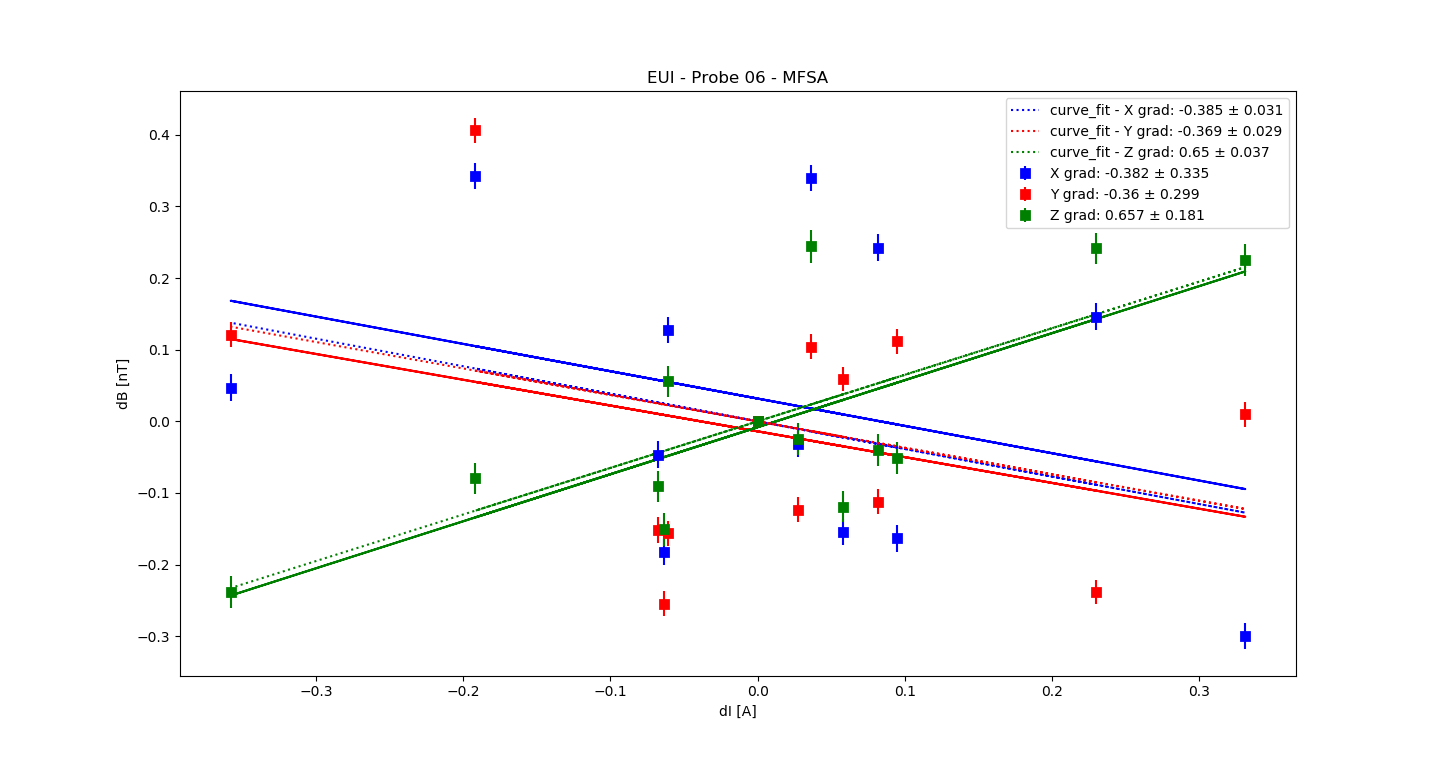 EUI - Probe 06 - MFSA
curve_fit - X grad: -0.385 ± 0.031
curve_fit - Y grad: -0.369 ± 0.029
curve_fit - Z grad: 0.65 ± 0.037
X grad: -0.382 ± 0.335
Y grad: -0.36 ± 0.299
Z grad: 0.657 ± 0.181
dB [nT]
0.4
0.3
0.2
0.1
0.0
−0.1
−0.2
−0.3
−0.3 −0.2 −0.1 0.0 0.1 0.2 0.3
dI [A]